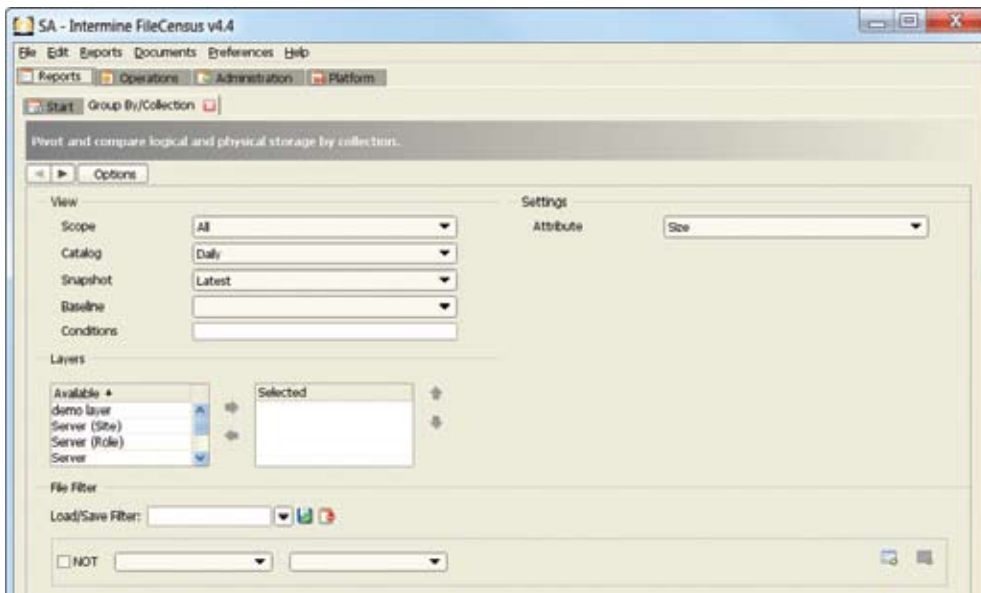 SA - Intermine FileCensus v4.4
File Edit Reports Documents Preferences Help
Reports Operations Administration Platform
Start Group By/Collection
Pivot and compare logical and physical storage by collection.
Options
View Settings
Scope All Attribute Size
Catalog Daily
Snapshot Latest
Baseline
Conditions
Layers
Available Selected
demo layer
Server (Site)
Server (Role)
Server
File Filter
Load/Save Filter:
NOT